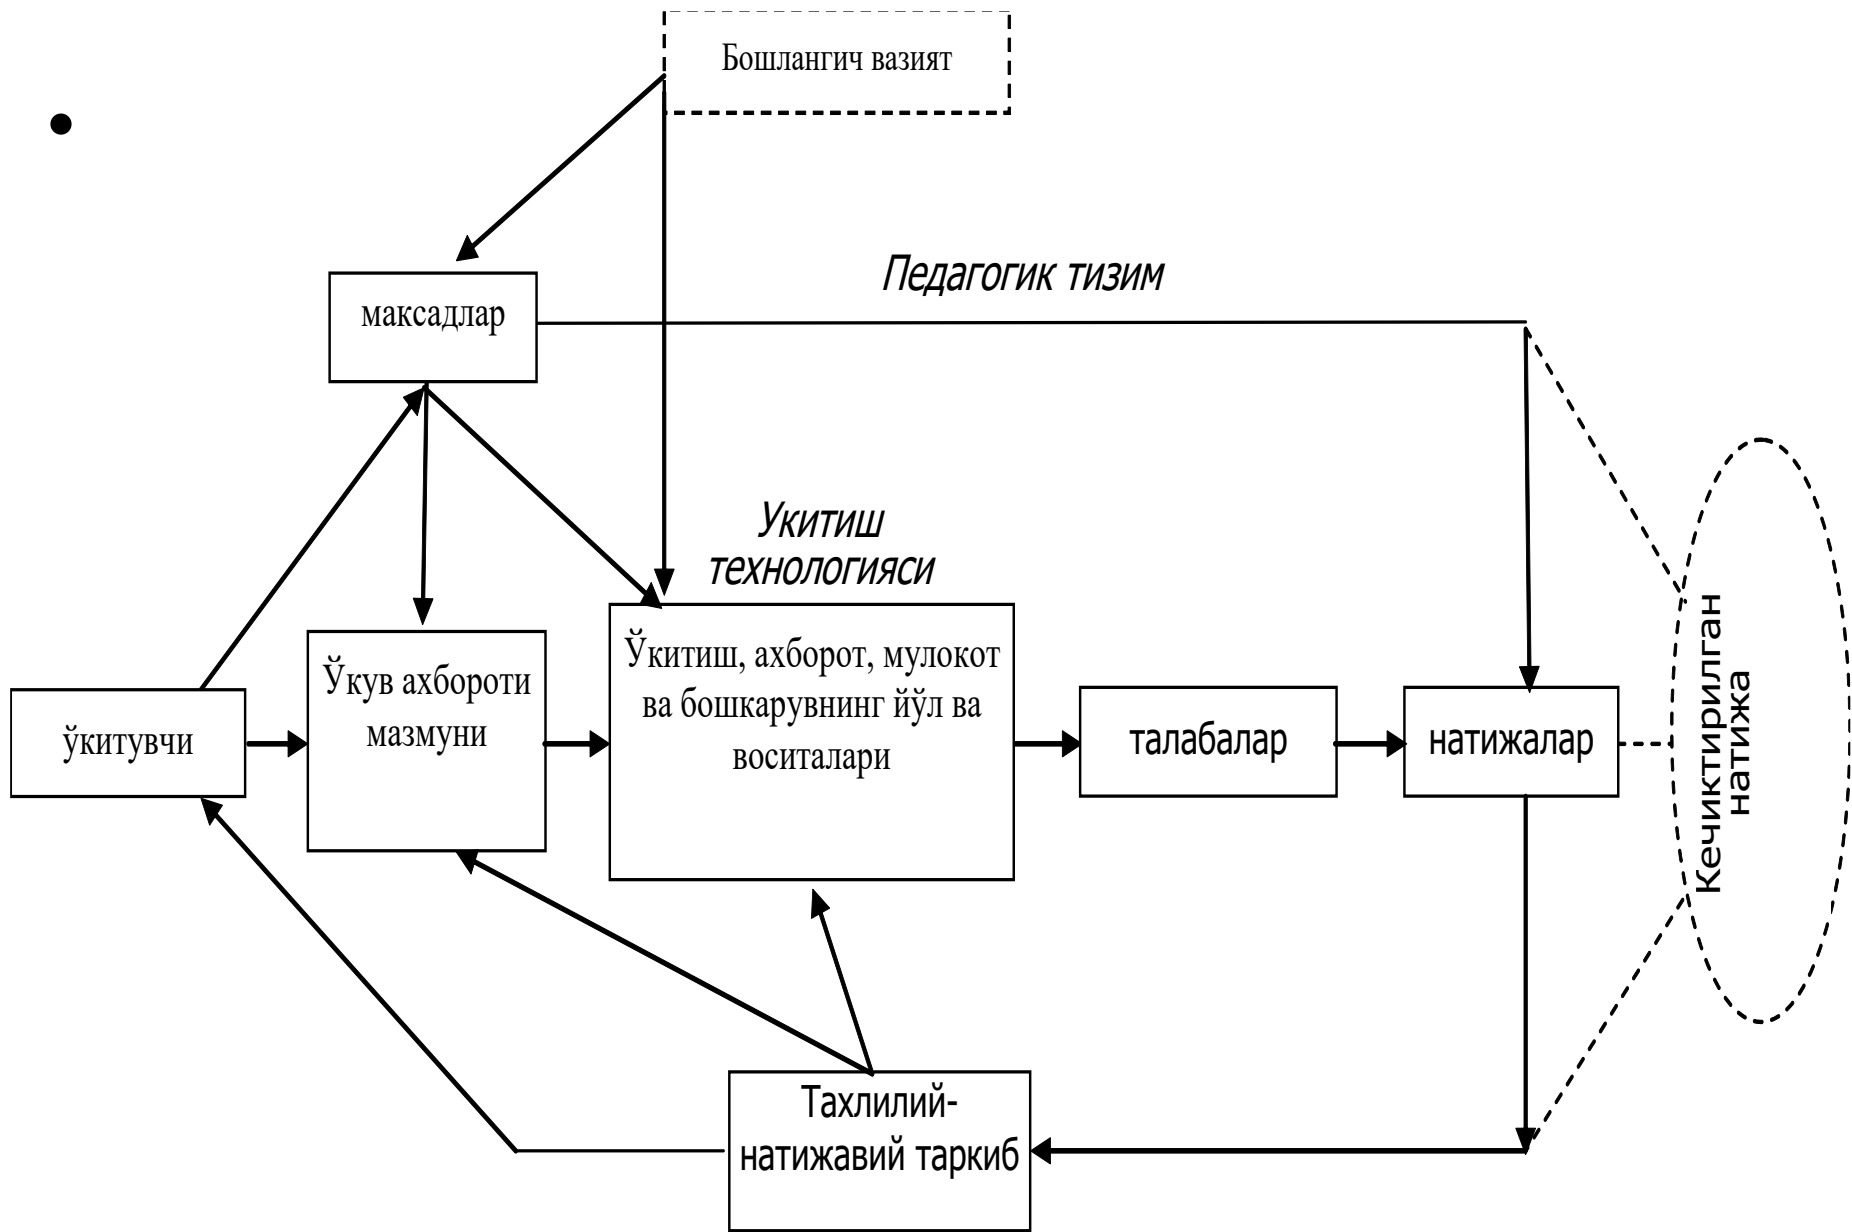 Бошлангич вазият
Педагогик тизим
максадлар
Укитиш
технологияси
ўкитувчи
Ўкув ахбороти
мазмуни
Ўкитиш, ахборот, мулокот
ва бошкарувнинг йўл ва
воситалари
талабалар
натижалар
Кечиктирилган
натижа
Тахлилий-
натижавий таркиб